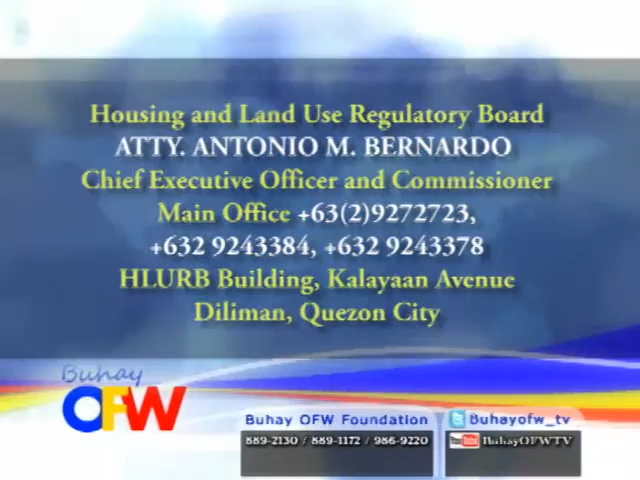 Housing and Land Use Regulatory Board
ATTY. ANTONIO M. BERNARDO
Chief Executive Officer and Commissioner
Main Office +63(2)9272723,
+632 9243384, +632 9243378
HLURB Building, Kalayaan Avenue
Diliman, Quezon City
Buhay
OFW
Buhay OFW Foundation
889-2130 / 889-1172 / 986-9220
Buhayofw_tv
YouTube BuhayOFWTV